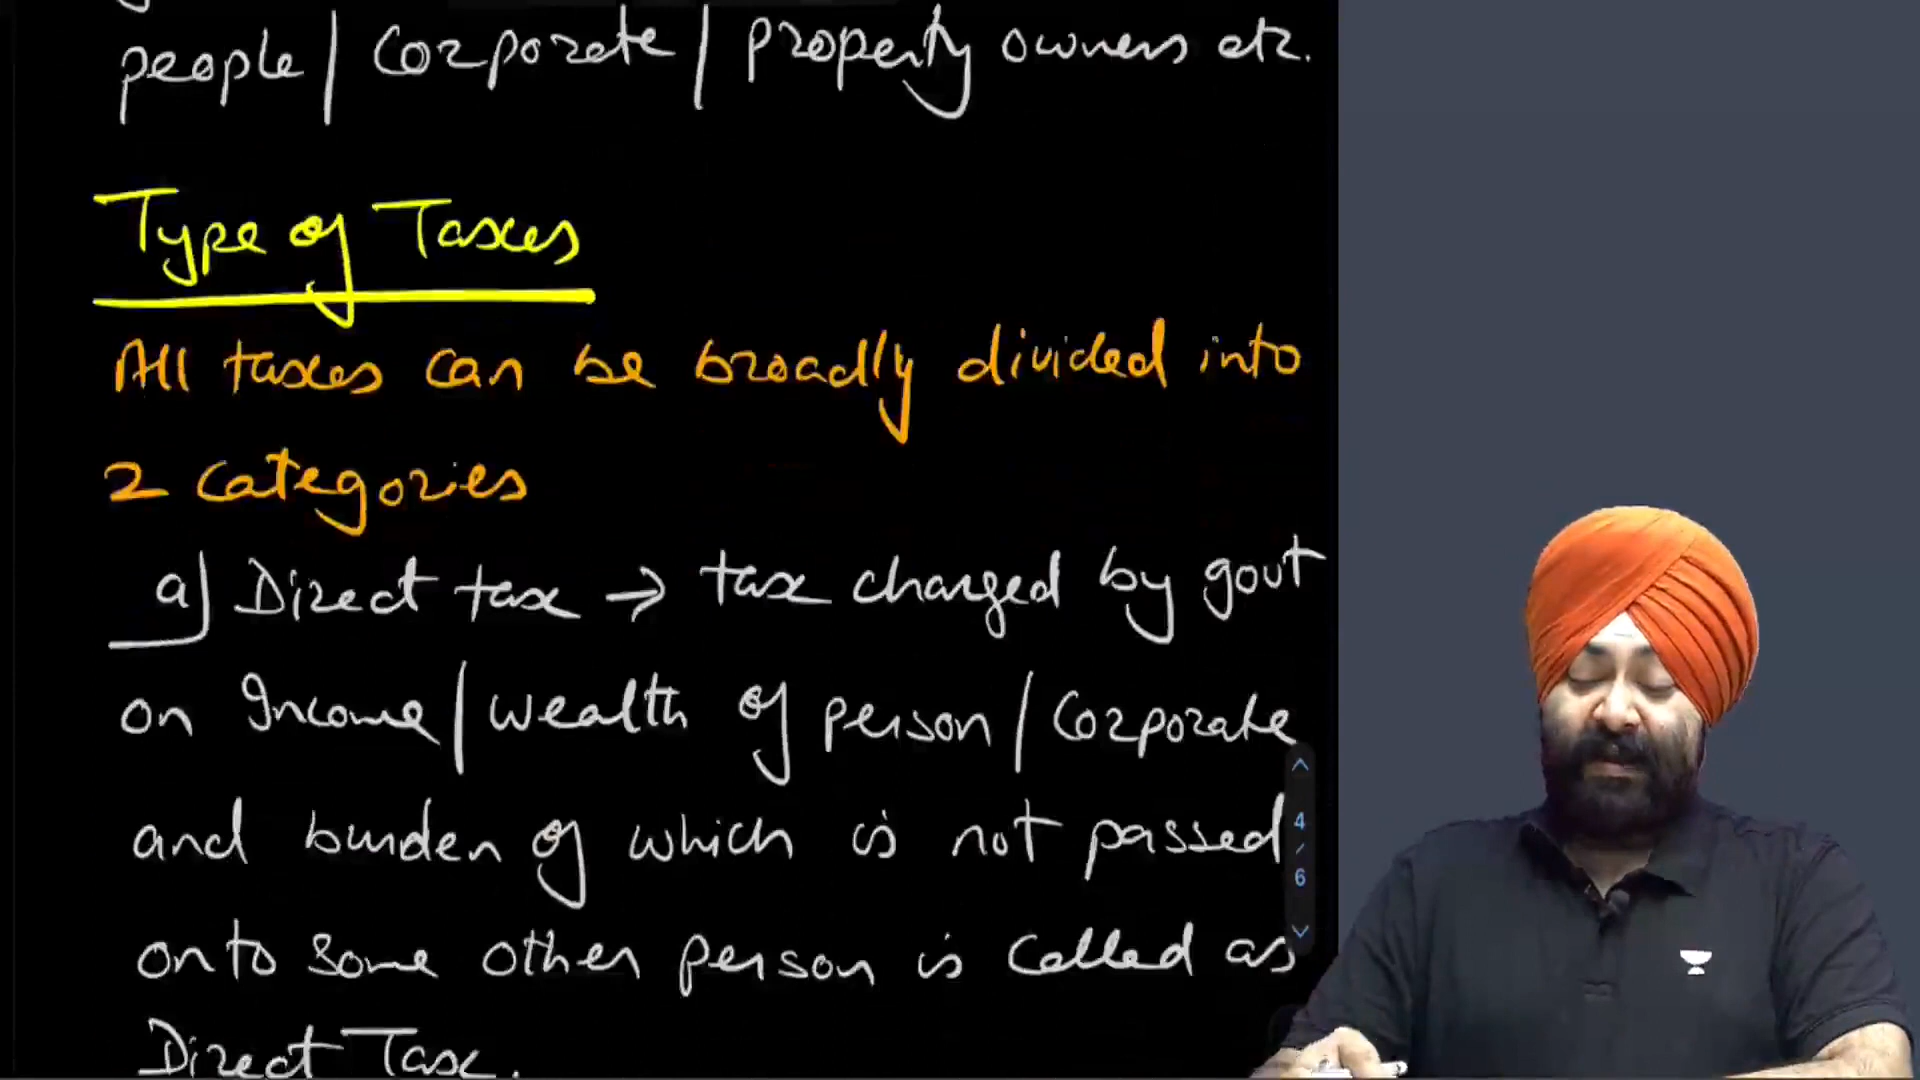 people / Corporate / property owners etc.
Type of Taxes
All taxes can be broadly divided into
2 categories
a) Direct tax → tax charged by govt
on Income / wealth of person / Corporate
and burden of which is not passed
onto some other person is called as
Direct Tax.
4
/
6